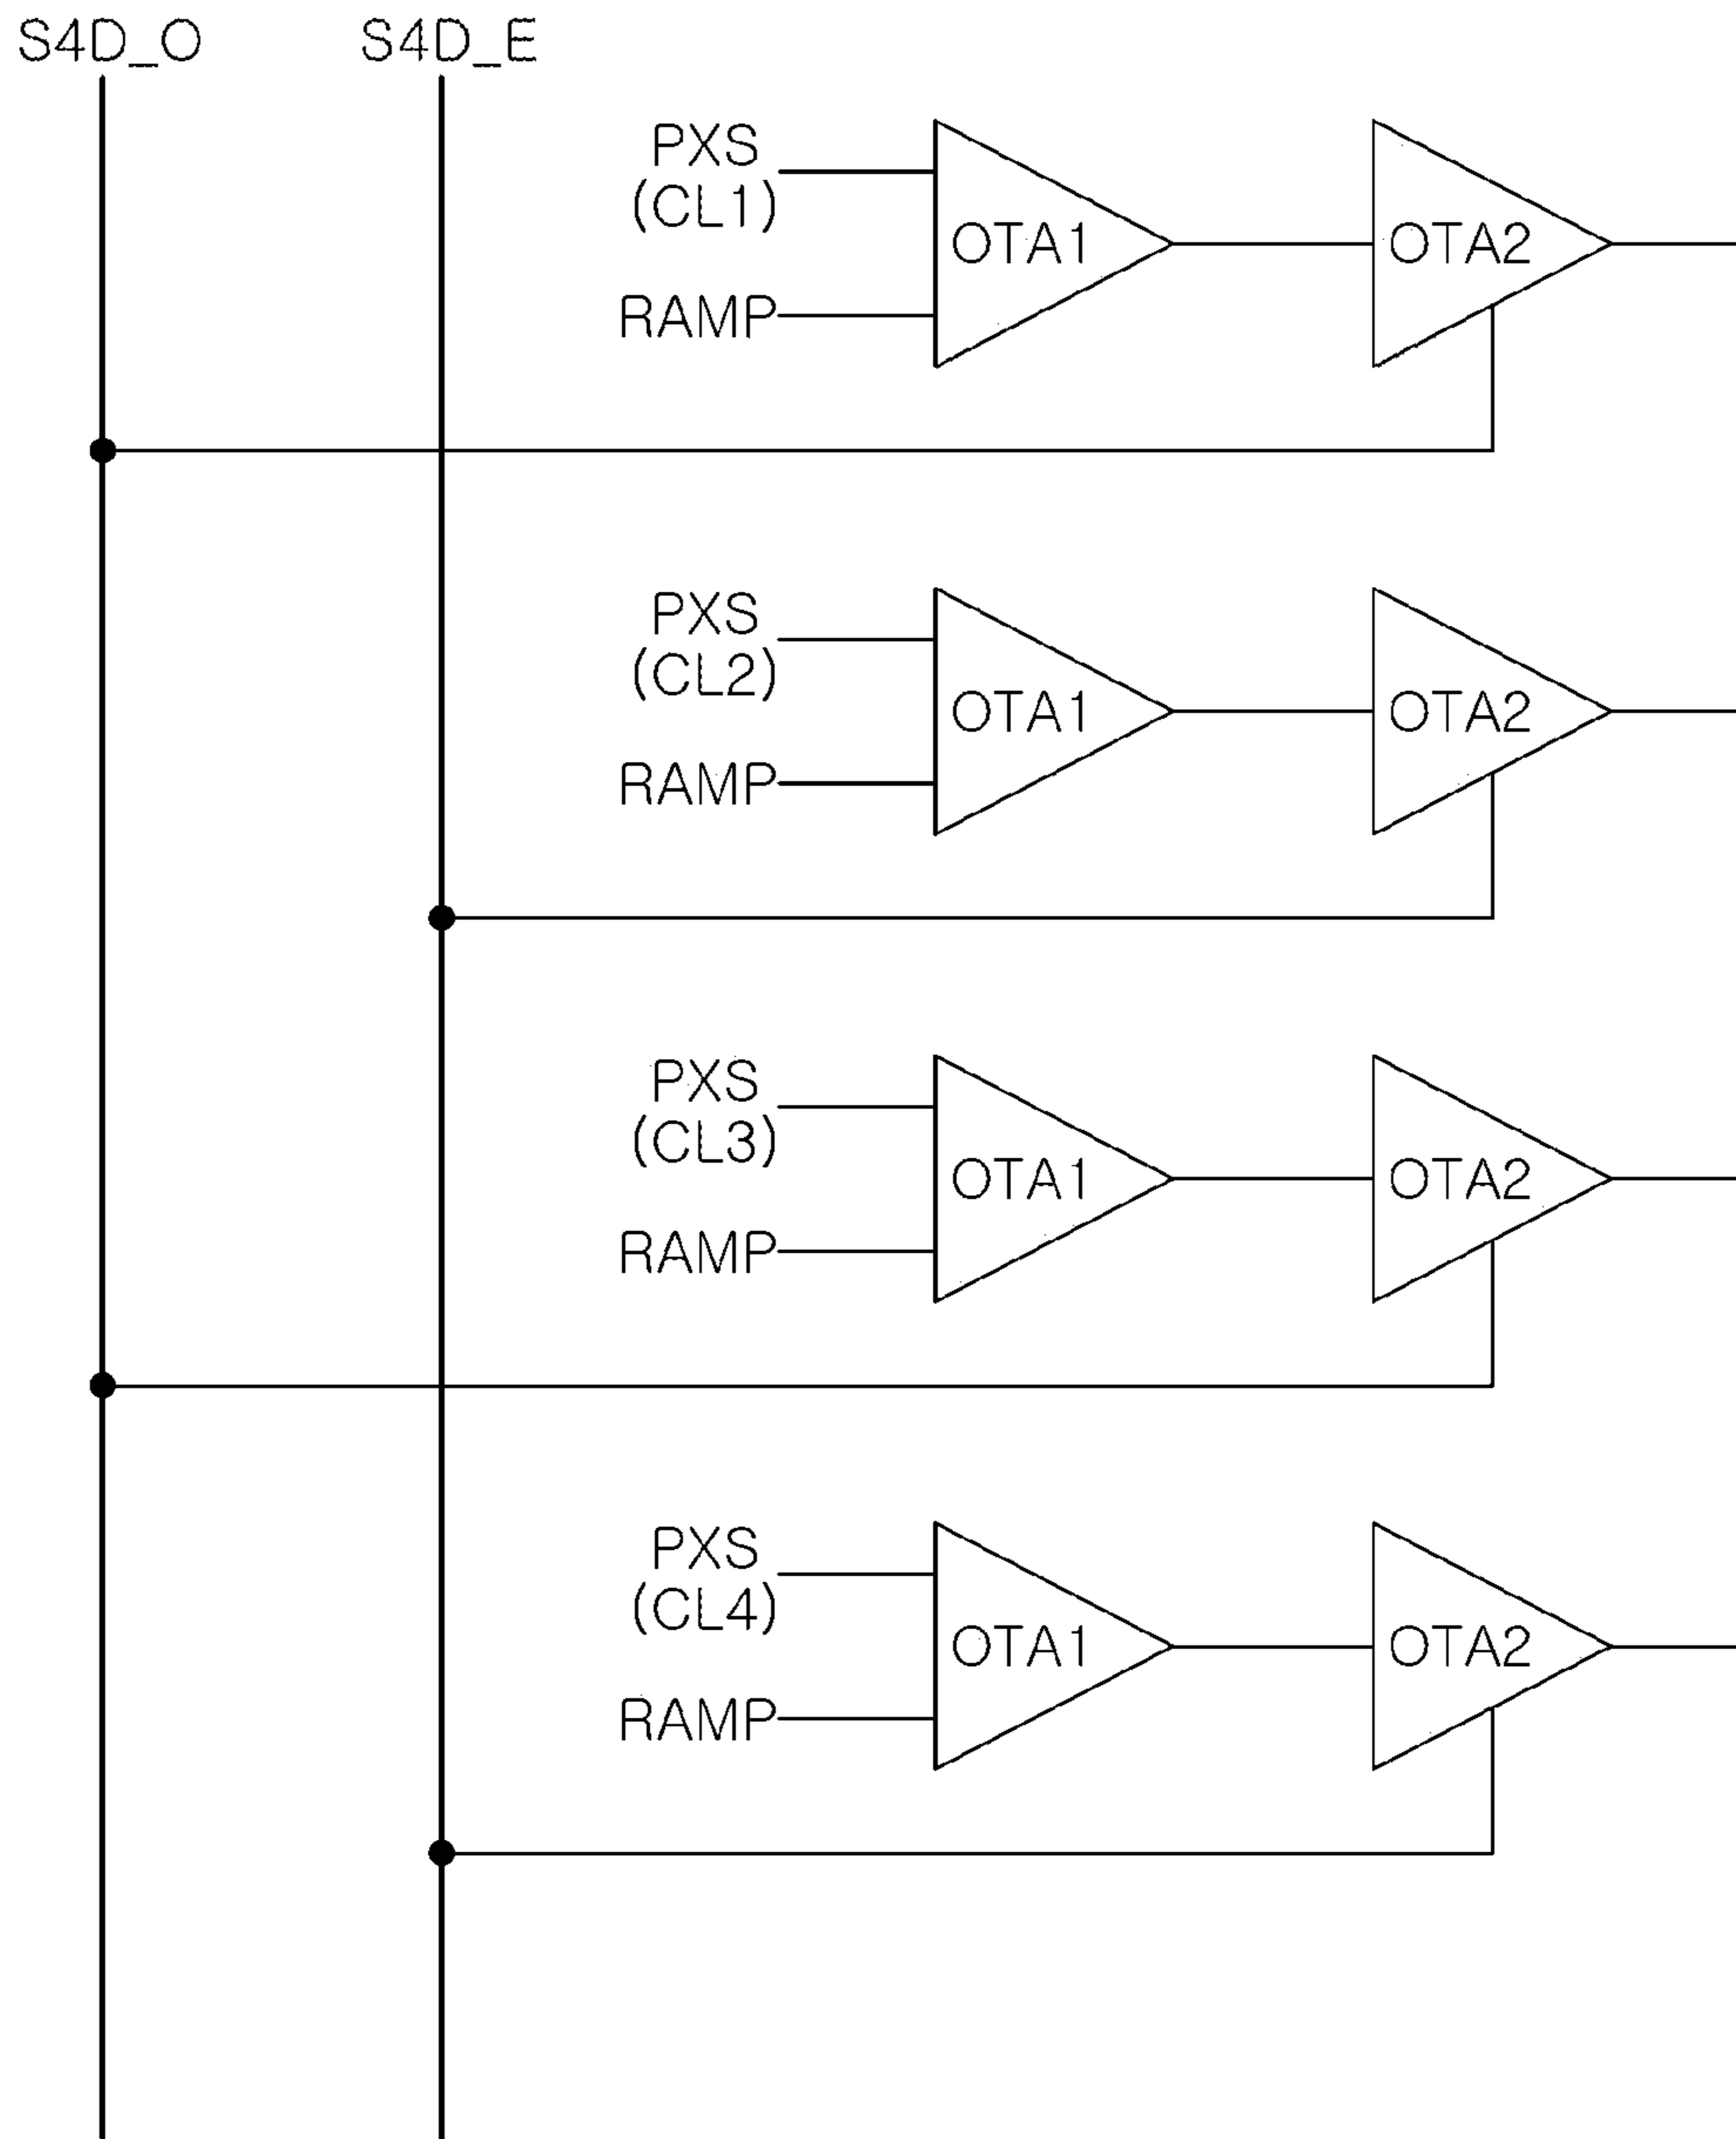 S4D_O S4D_E
PXS
(CL1)
OTA1 OTA2
RAMP
PXS
(CL2)
OTA1 OTA2
RAMP
PXS
(CL3)
OTA1 OTA2
RAMP
PXS
(CL4)
OTA1 OTA2
RAMP